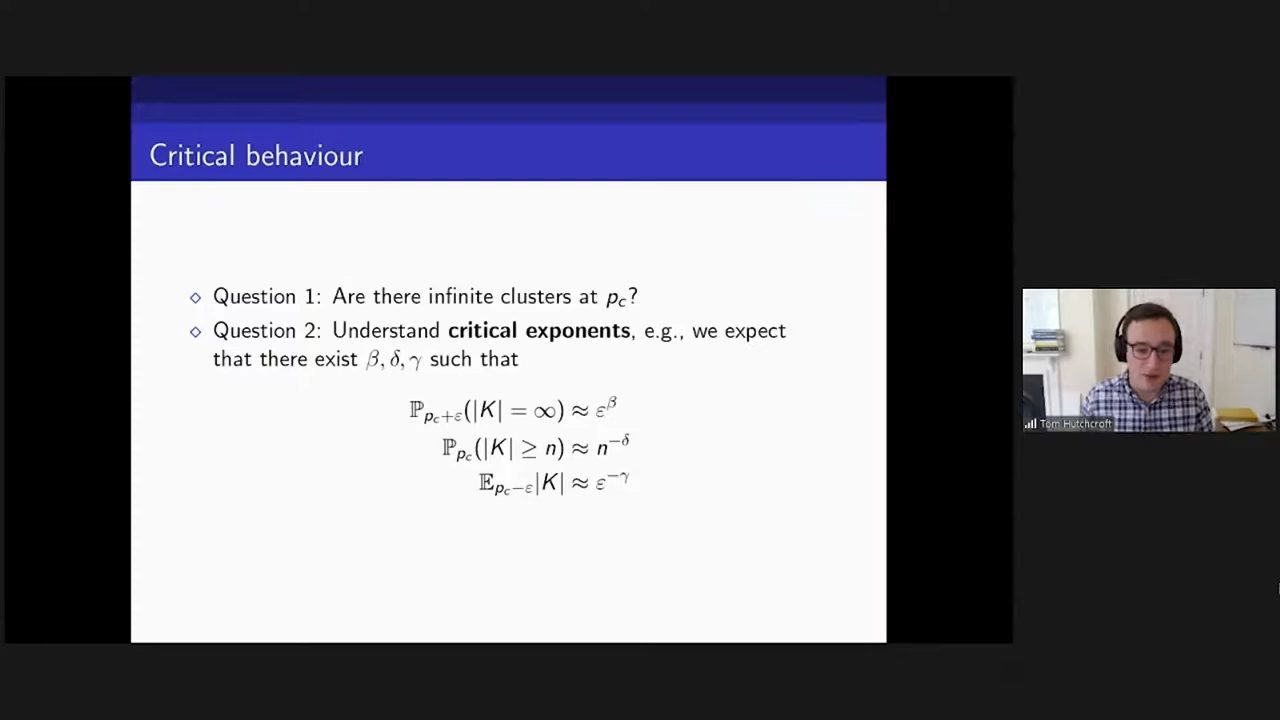 Critical behaviour
⋄ Question 1: Are there infinite clusters at p_c?
⋄ Question 2: Understand critical exponents, e.g., we expect
that there exist β, δ, γ such that
ℙ_{p_c+ε}(|K| = ∞) ≈ ε^β
ℙ_{p_c}(|K| ≥ n) ≈ n^{−δ}
𝔼_{p_c−ε}|K| ≈ ε^{−γ}
Tom Hutchcroft